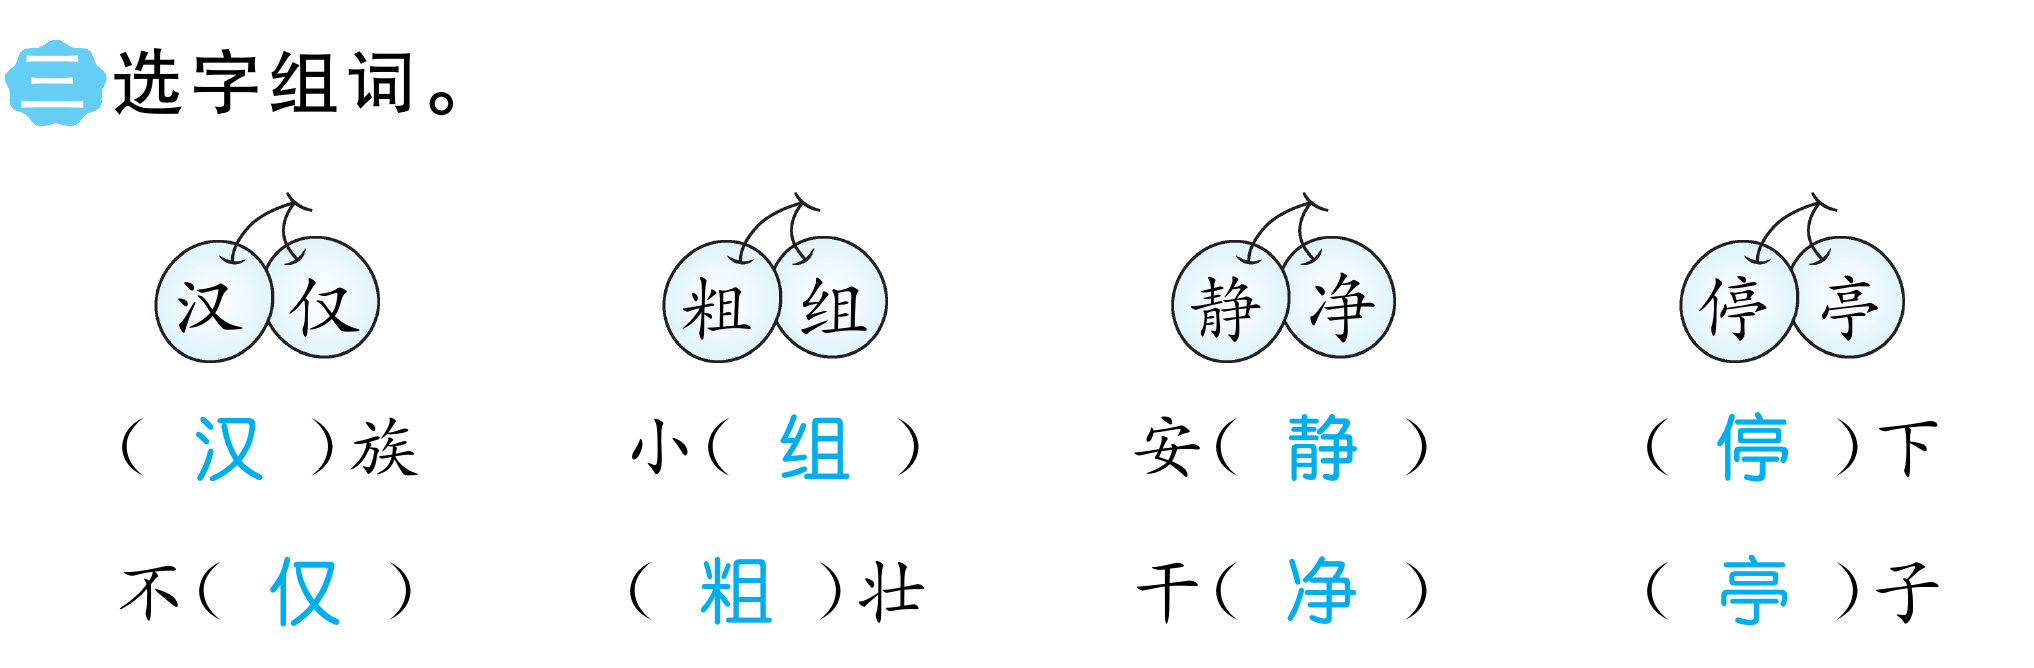 三 选字组词。
汉 仅 粗 组 静 净 停 亭
（ 汉 ）族 小（ 组 ） 安（ 静 ） （ 停 ）下
不（ 仅 ） （ 粗 ）壮 干（ 净 ） （ 亭 ）子